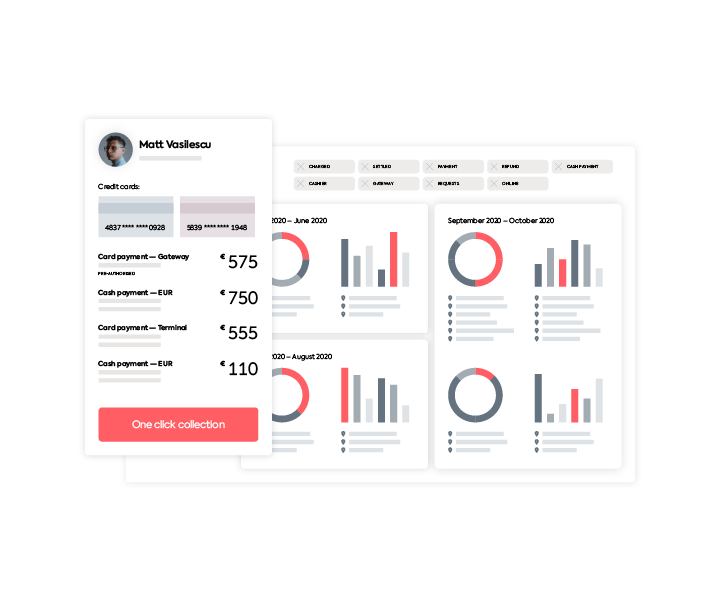 Matt Vasilescu
Credit cards:
4837 **** **** 0928
5839 **** **** 1948
Card payment — Gateway
€ 575
PRE-AUTHORISED
Cash payment — EUR
€ 750
Card payment — Terminal
€ 555
Cash payment — EUR
€ 110
One click collection
CHARGED
SETTLED
PAYMENT
REFUND
CASH PAYMENT
CASHIER
GATEWAY
REQUESTS
ONLINE
2020 – June 2020
September 2020 – October 2020
2020 – August 2020